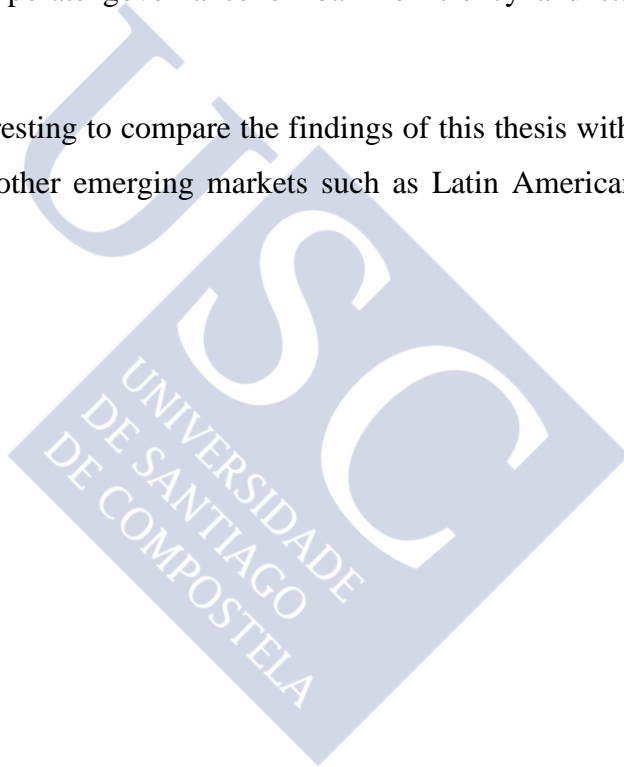 resting to compare the findings of this thesis with
other emerging markets such as Latin American
USC
UNIVERSIDADE
DE SANTIAGO
DE COMPOSTELA